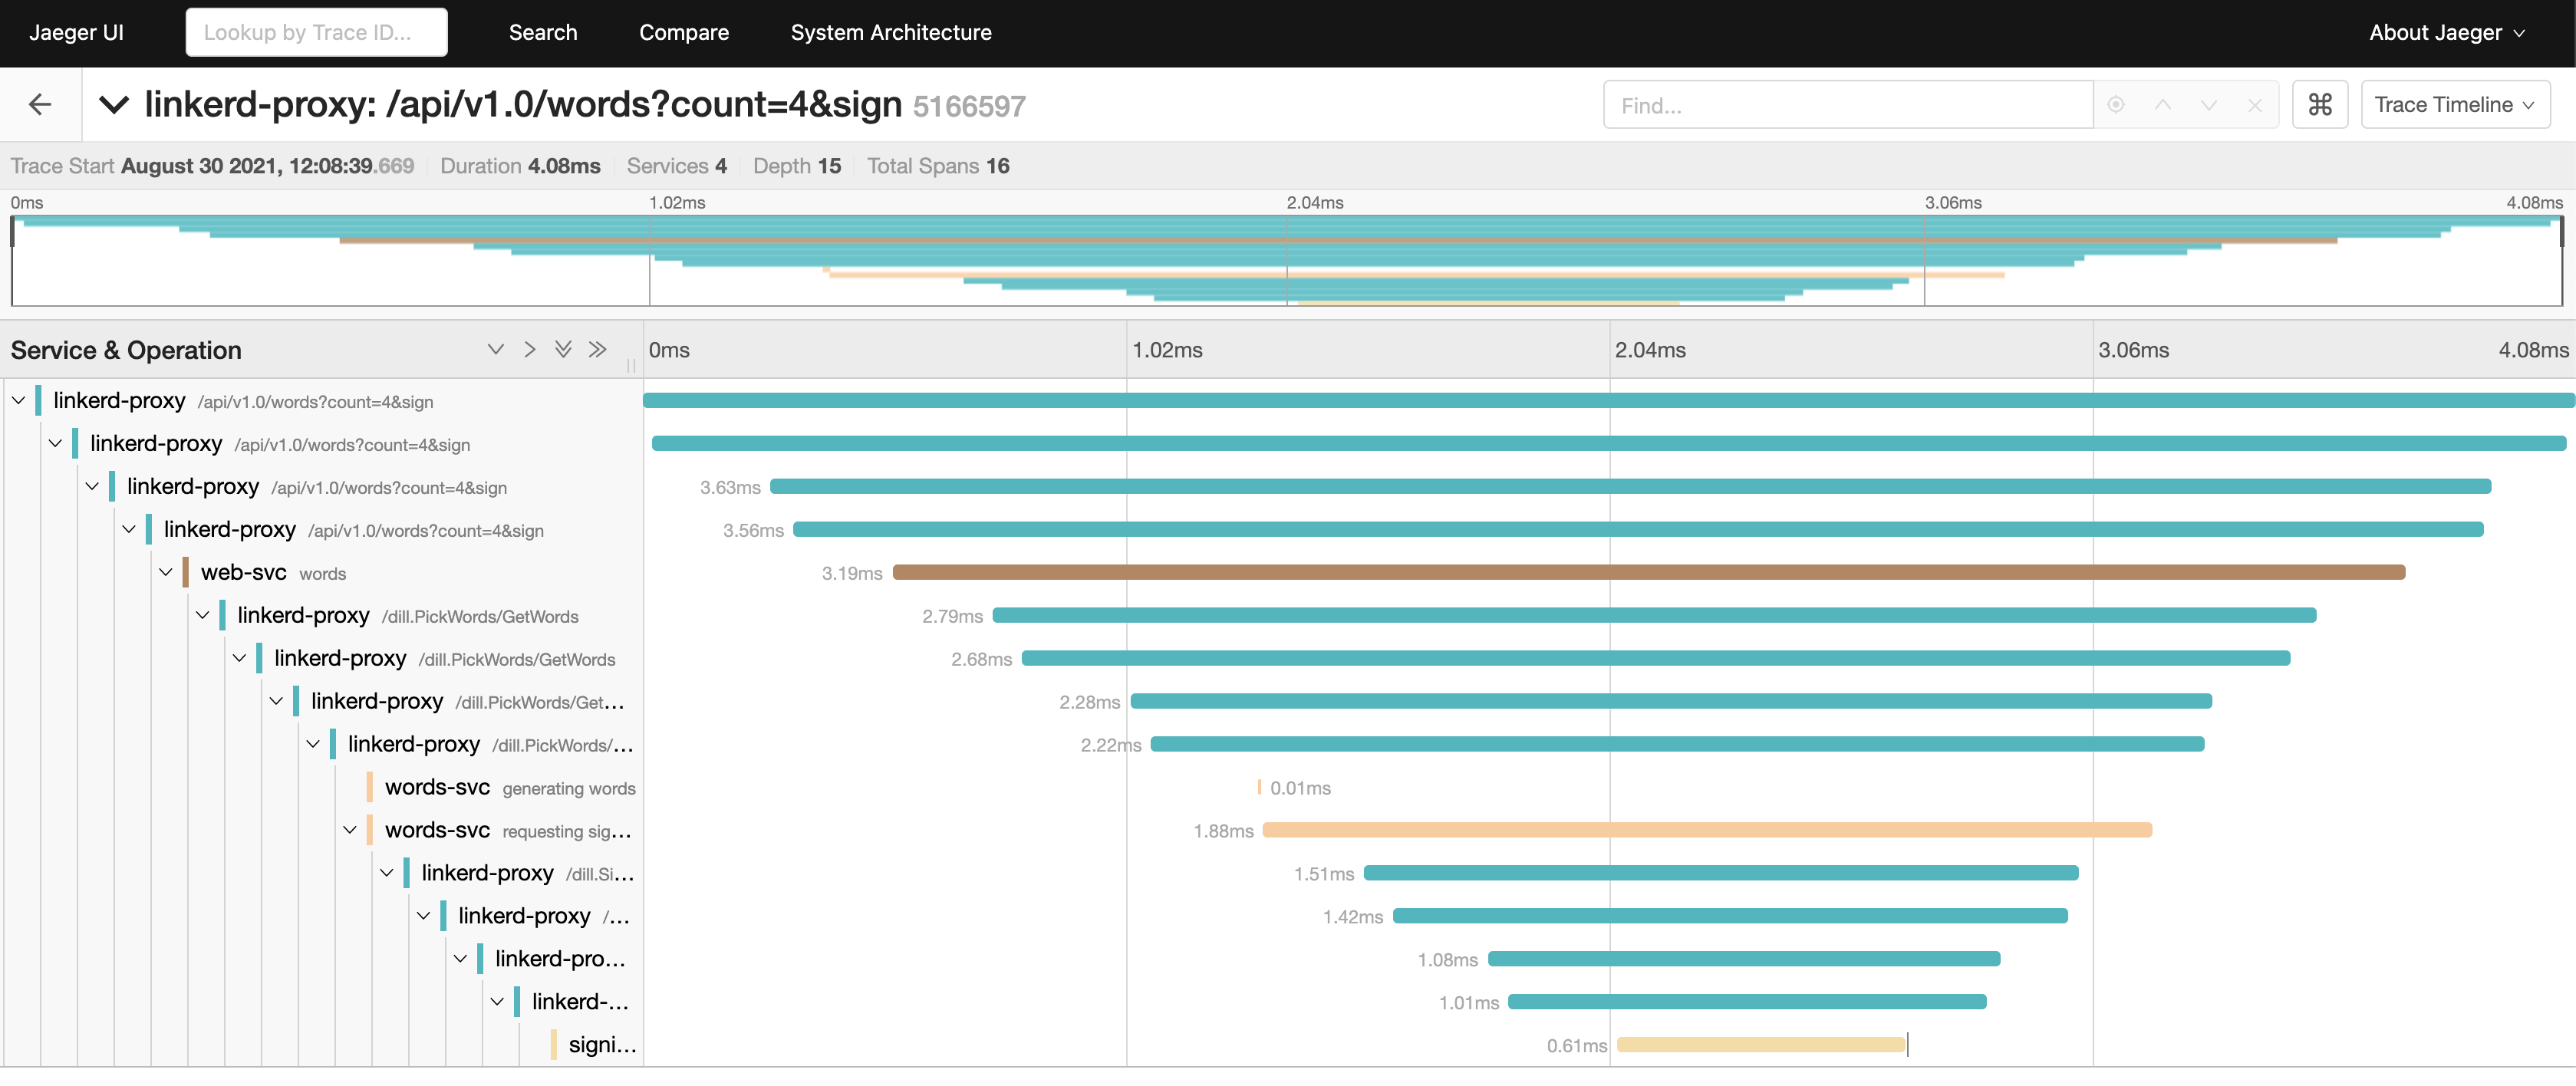 Jaeger UI Lookup by Trace ID... Search Compare System Architecture About Jaeger
linkerd-proxy: /api/v1.0/words?count=4&sign 5166597 Find... ⌘ Trace Timeline
Trace Start August 30 2021, 12:08:39.669 Duration 4.08ms Services 4 Depth 15 Total Spans 16
0ms 1.02ms 2.04ms 3.06ms 4.08ms
Service & Operation 0ms 1.02ms 2.04ms 3.06ms 4.08ms
linkerd-proxy /api/v1.0/words?count=4&sign
linkerd-proxy /api/v1.0/words?count=4&sign
linkerd-proxy /api/v1.0/words?count=4&sign 3.63ms
linkerd-proxy /api/v1.0/words?count=4&sign 3.56ms
web-svc words 3.19ms
linkerd-proxy /dill.PickWords/GetWords 2.79ms
linkerd-proxy /dill.PickWords/GetWords 2.68ms
linkerd-proxy /dill.PickWords/Get... 2.28ms
linkerd-proxy /dill.PickWords/... 2.22ms
words-svc generating words 0.01ms
words-svc requesting sig... 1.88ms
linkerd-proxy /dill.Si... 1.51ms
linkerd-proxy /... 1.42ms
linkerd-pro... 1.08ms
linkerd-... 1.01ms
signi... 0.61ms